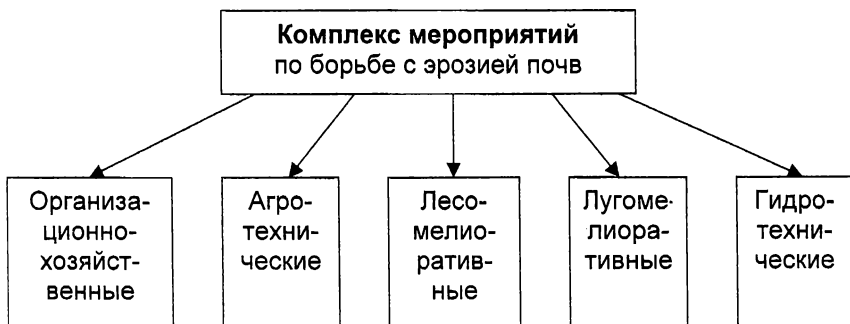 Комплекс мероприятий
по борьбе с эрозией почв
Организа-
ционно-
хозяйст-
венные
Агро-
техни-
ческие
Лесо-
мелио-
ратив-
ные
Лугоме-
лиора-
тивные
Гидро-
техни-
ческие